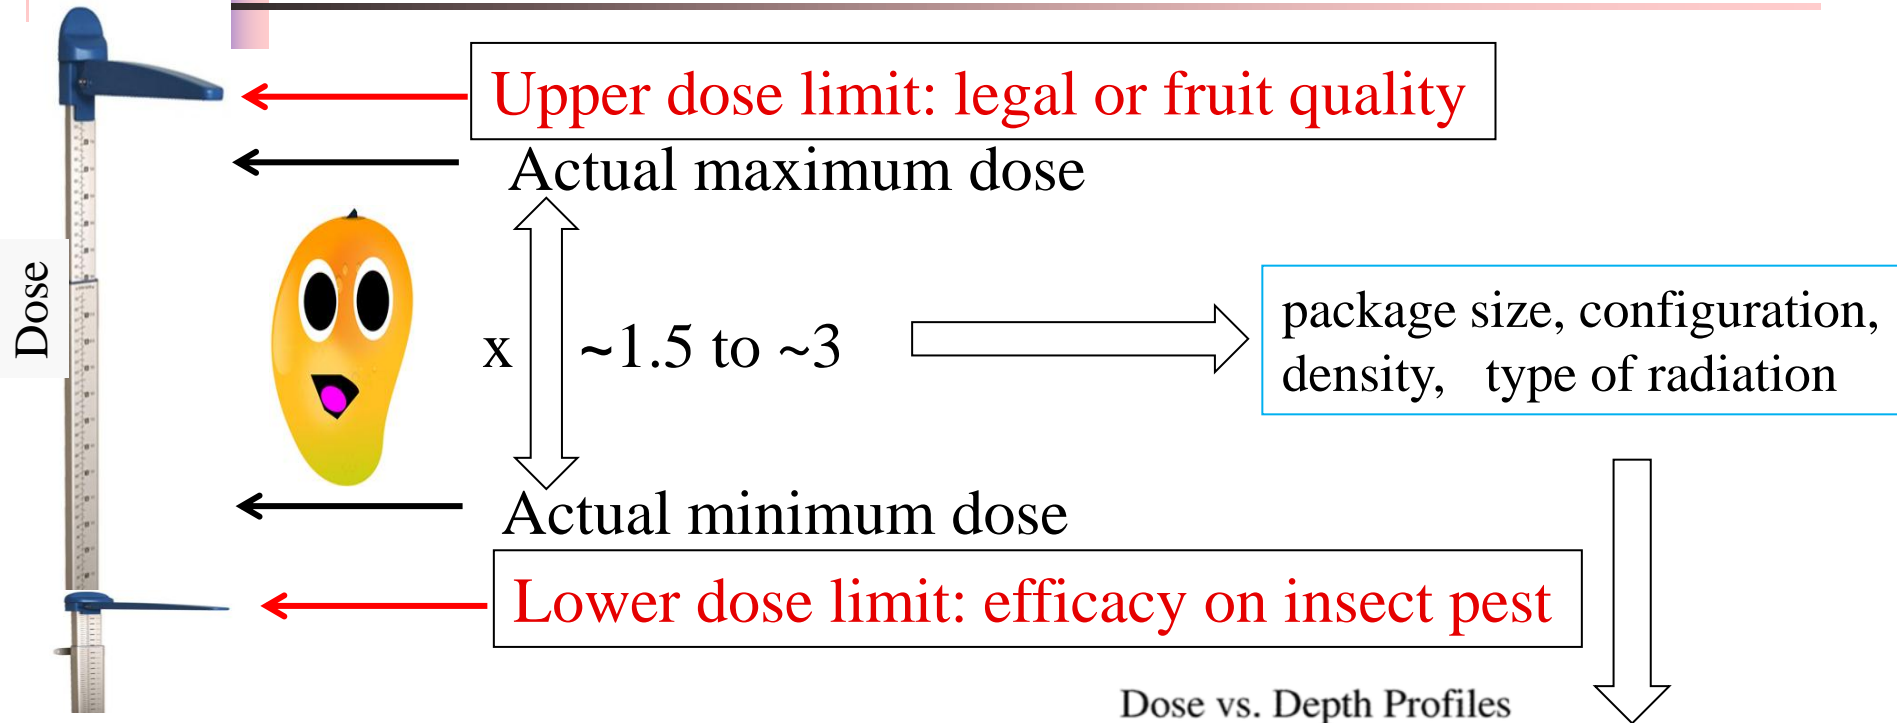 Upper dose limit: legal or fruit quality
Actual maximum dose
Dose
x ~1.5 to ~3
package size, configuration,
density, type of radiation
Actual minimum dose
Lower dose limit: efficacy on insect pest
Dose vs. Depth Profiles